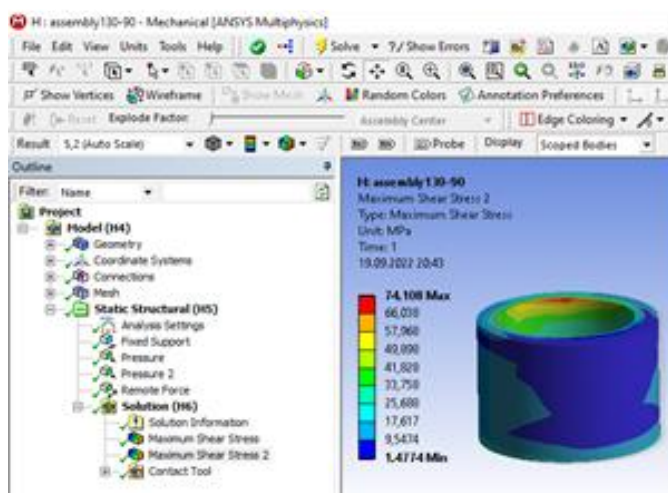 H : assembly130-90 - Mechanical [ANSYS Multiphysics]
File Edit View Units Tools Help Solve ?/ Show Errors
Show Vertices Wireframe Show Mesh Random Colors Annotation Preferences
Reset Explode Factor: Assembly Center Edge Coloring
Result 5,2 (Auto Scale) Probe Display Scoped Bodies
Outline
Filter: Name
Project
Model (H4)
Geometry
Coordinate Systems
Connections
Mesh
Static Structural (H5)
Analysis Settings
Fixed Support
Pressure
Pressure 2
Remote Force
Solution (H6)
Solution Information
Maximum Shear Stress
Maximum Shear Stress 2
Contact Tool
H: assembly130-90
Maximum Shear Stress 2
Type: Maximum Shear Stress
Unit: MPa
Time: 1
19.09.2022 20:43
74,108 Max
66,038
57,968
49,898
41,828
33,758
25,688
17,617
9,5474
1,4774 Min